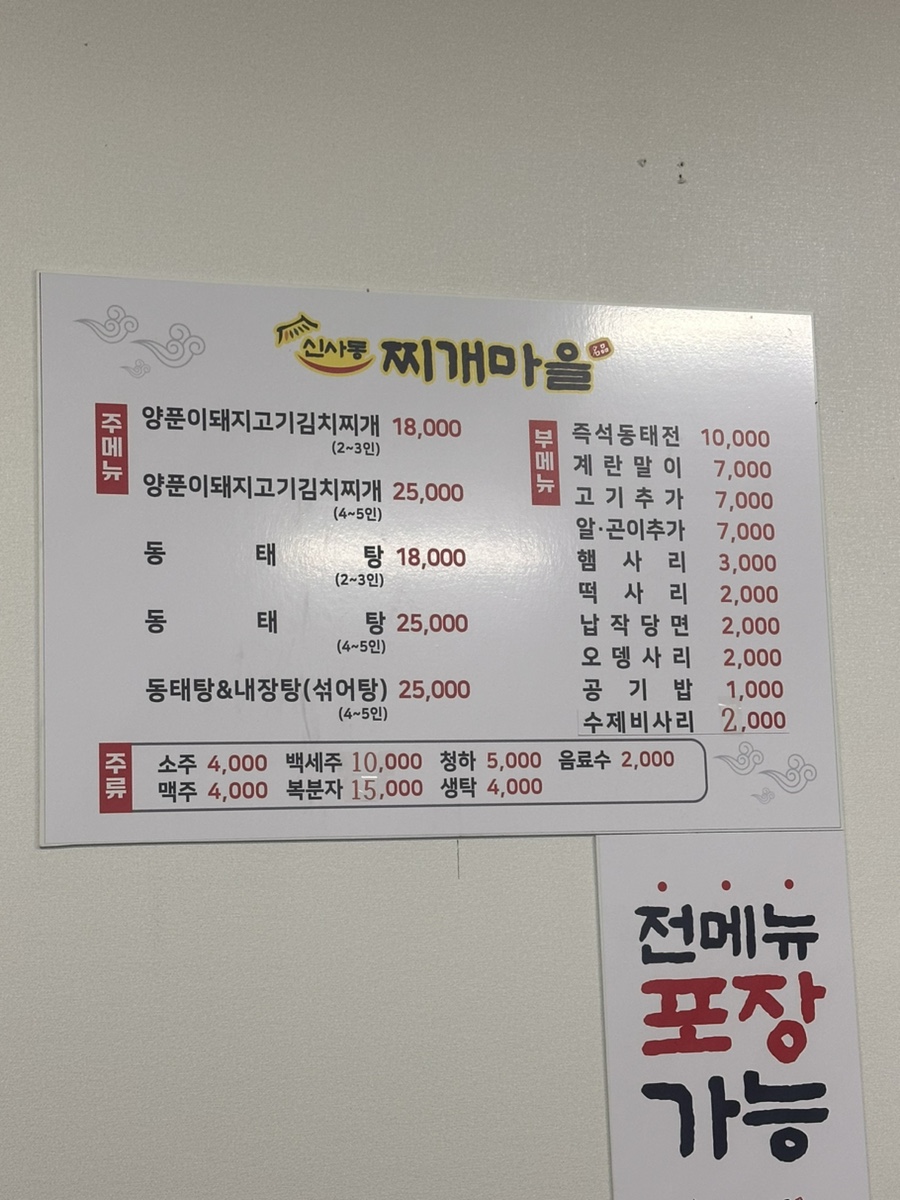 신사동 찌개마을
주메뉴
양푼이돼지고기김치찌개 18,000
(2~3인)
양푼이돼지고기김치찌개 25,000
(4~5인)
동 태 탕 18,000
(2~3인)
동 태 탕 25,000
(4~5인)
동태탕&내장탕(섞어탕) 25,000
(4~5인)
부메뉴
즉석동태전 10,000
계 란 말 이 7,000
고 기 추 가 7,000
알·곤이추가 7,000
햄 사 리 3,000
떡 사 리 2,000
납 작 당 면 2,000
오 뎅 사 리 2,000
공 기 밥 1,000
수제비사리 2,000
주류
소주 4,000 백세주 10,000 청하 5,000 음료수 2,000
맥주 4,000 복분자 15,000 생탁 4,000
전메뉴
포장
가능